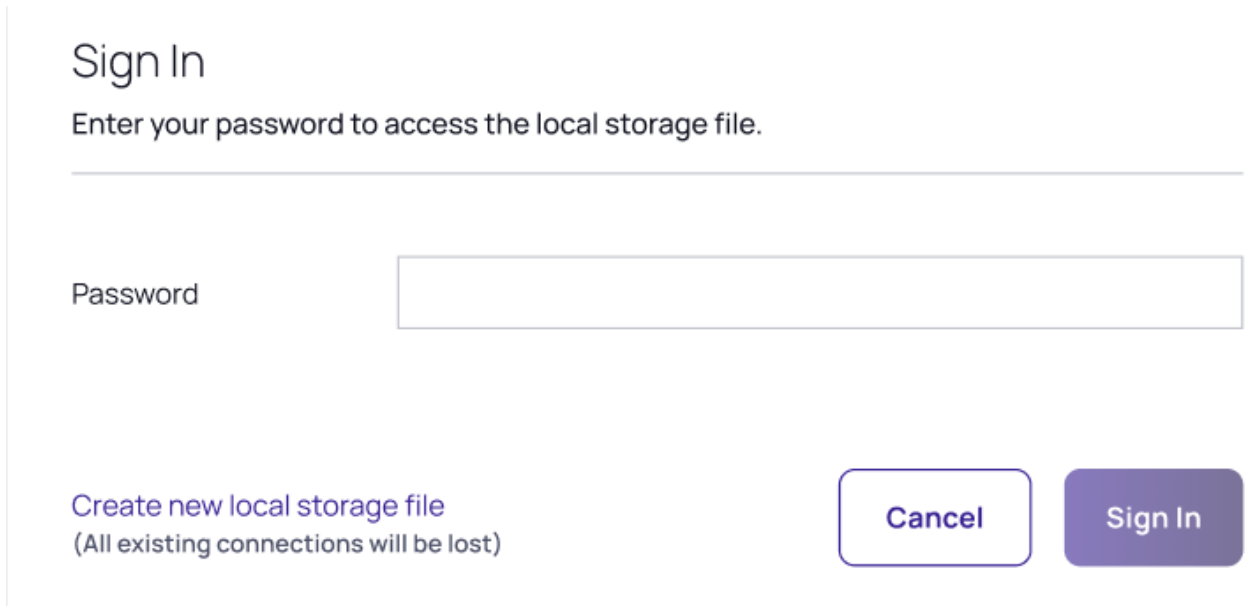 Sign In
Enter your password to access the local storage file.
Password
Create new local storage file
(All existing connections will be lost)
Cancel
Sign In